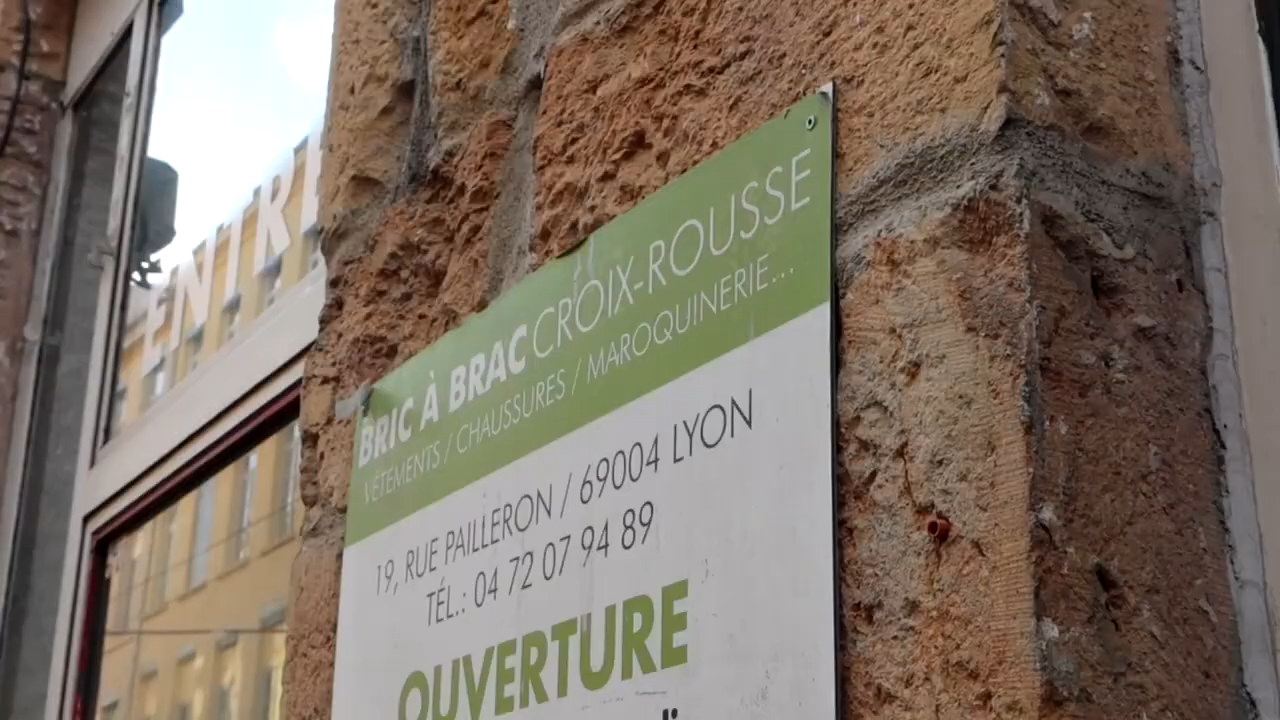 ENTRE
BRIC À BRAC CROIX-ROUSSE
VÊTEMENTS / CHAUSSURES / MAROQUINERIE...
19, RUE PAILLERON / 69004 LYON
TÉL.: 04 72 07 94 89
OUVERTURE